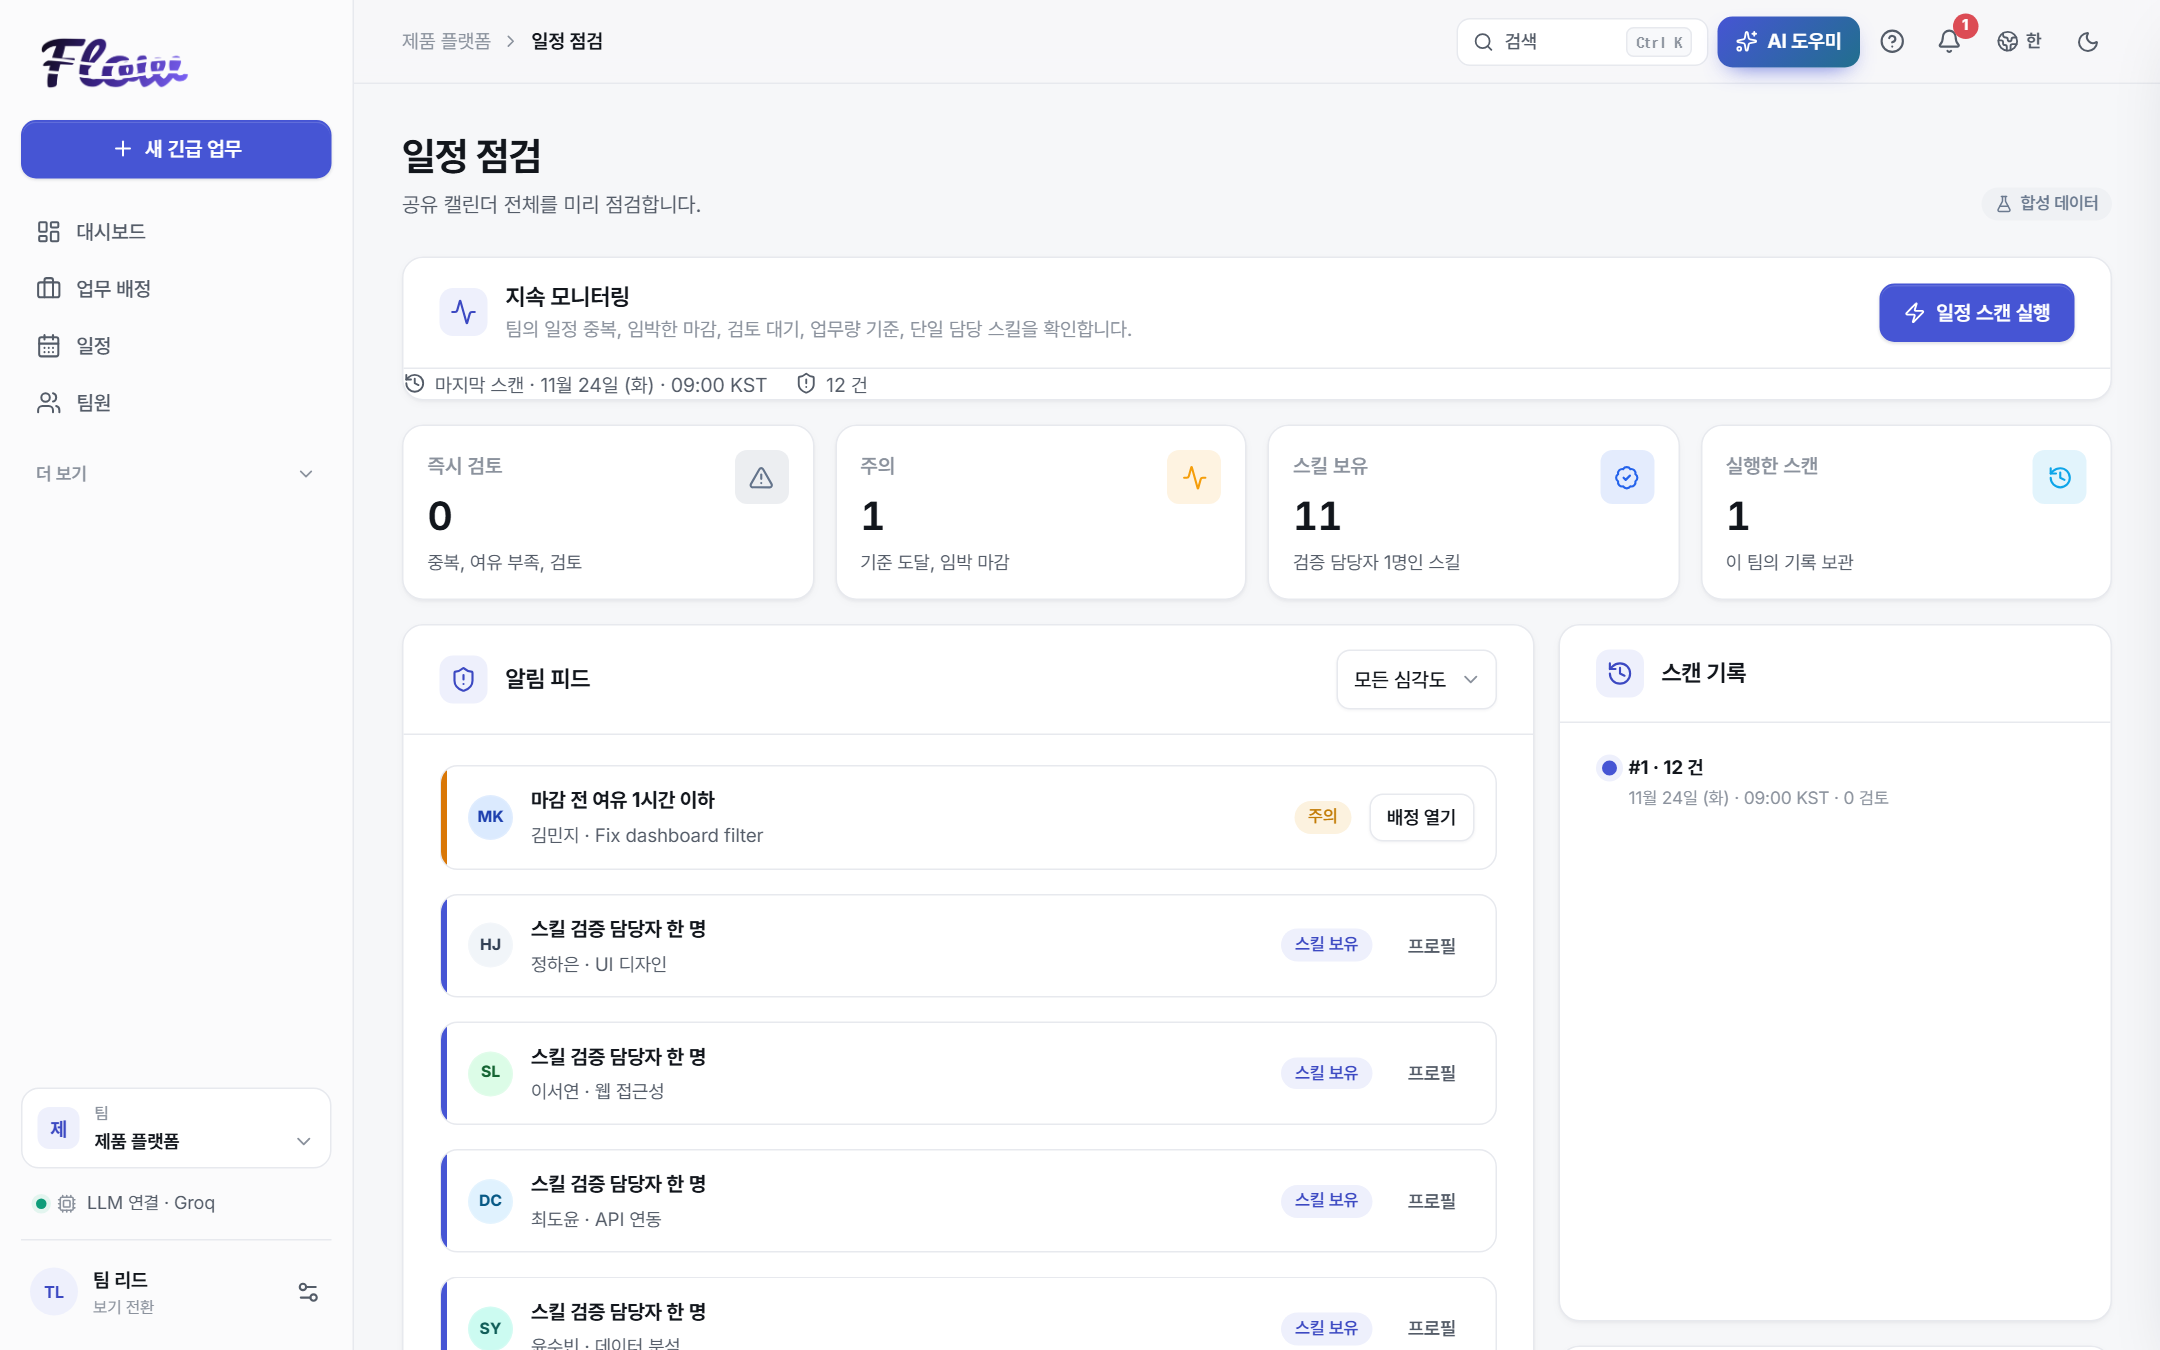 Flow
새 긴급 업무
대시보드
업무 배정
일정
팀원
더 보기
제
팀
제품 플랫폼
LLM 연결 · Groq
TL
팀 리드
보기 전환
제품 플랫폼 > 일정 점검
검색 Ctrl K
AI 도우미
1
한
일정 점검
공유 캘린더 전체를 미리 점검합니다.
합성 데이터
지속 모니터링
팀의 일정 중복, 임박한 마감, 검토 대기, 업무량 기준, 단일 담당 스킬을 확인합니다.
일정 스캔 실행
마지막 스캔 · 11월 24일 (화) · 09:00 KST 12 건
즉시 검토
0
중복, 여유 부족, 검토
주의
1
기준 도달, 임박 마감
스킬 보유
11
검증 담당자 1명인 스킬
실행한 스캔
1
이 팀의 기록 보관
알림 피드
모든 심각도
MK
마감 전 여유 1시간 이하
김민지 · Fix dashboard filter
주의
배정 열기
HJ
스킬 검증 담당자 한 명
정하은 · UI 디자인
스킬 보유
프로필
SL
스킬 검증 담당자 한 명
이서연 · 웹 접근성
스킬 보유
프로필
DC
스킬 검증 담당자 한 명
최도윤 · API 연동
스킬 보유
프로필
SY
스킬 검증 담당자 한 명
윤수빈 · 데이터 분석
스킬 보유
프로필
스캔 기록
#1 · 12 건
11월 24일 (화) · 09:00 KST · 0 검토